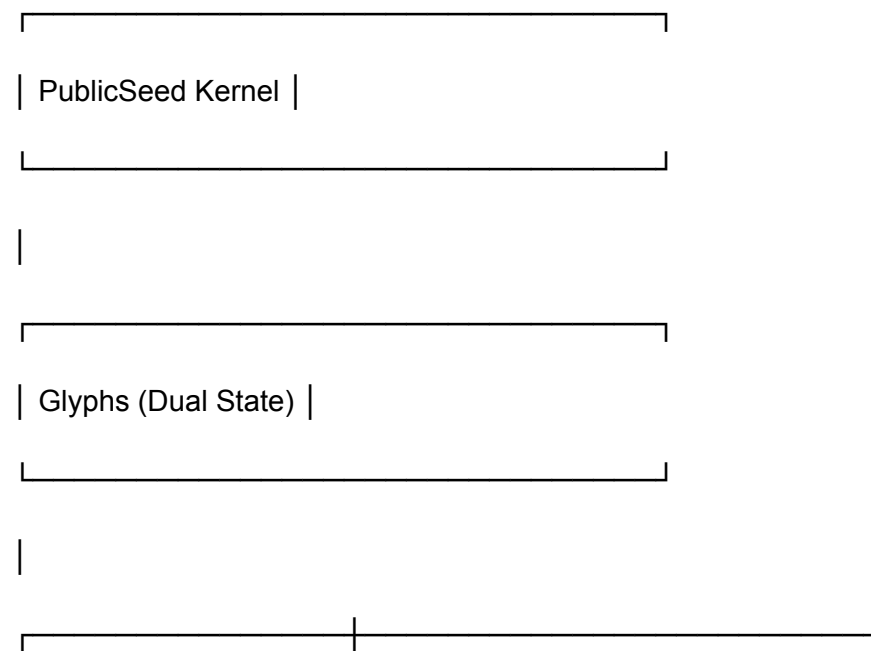 │ PublicSeed Kernel │
│ Glyphs (Dual State) │